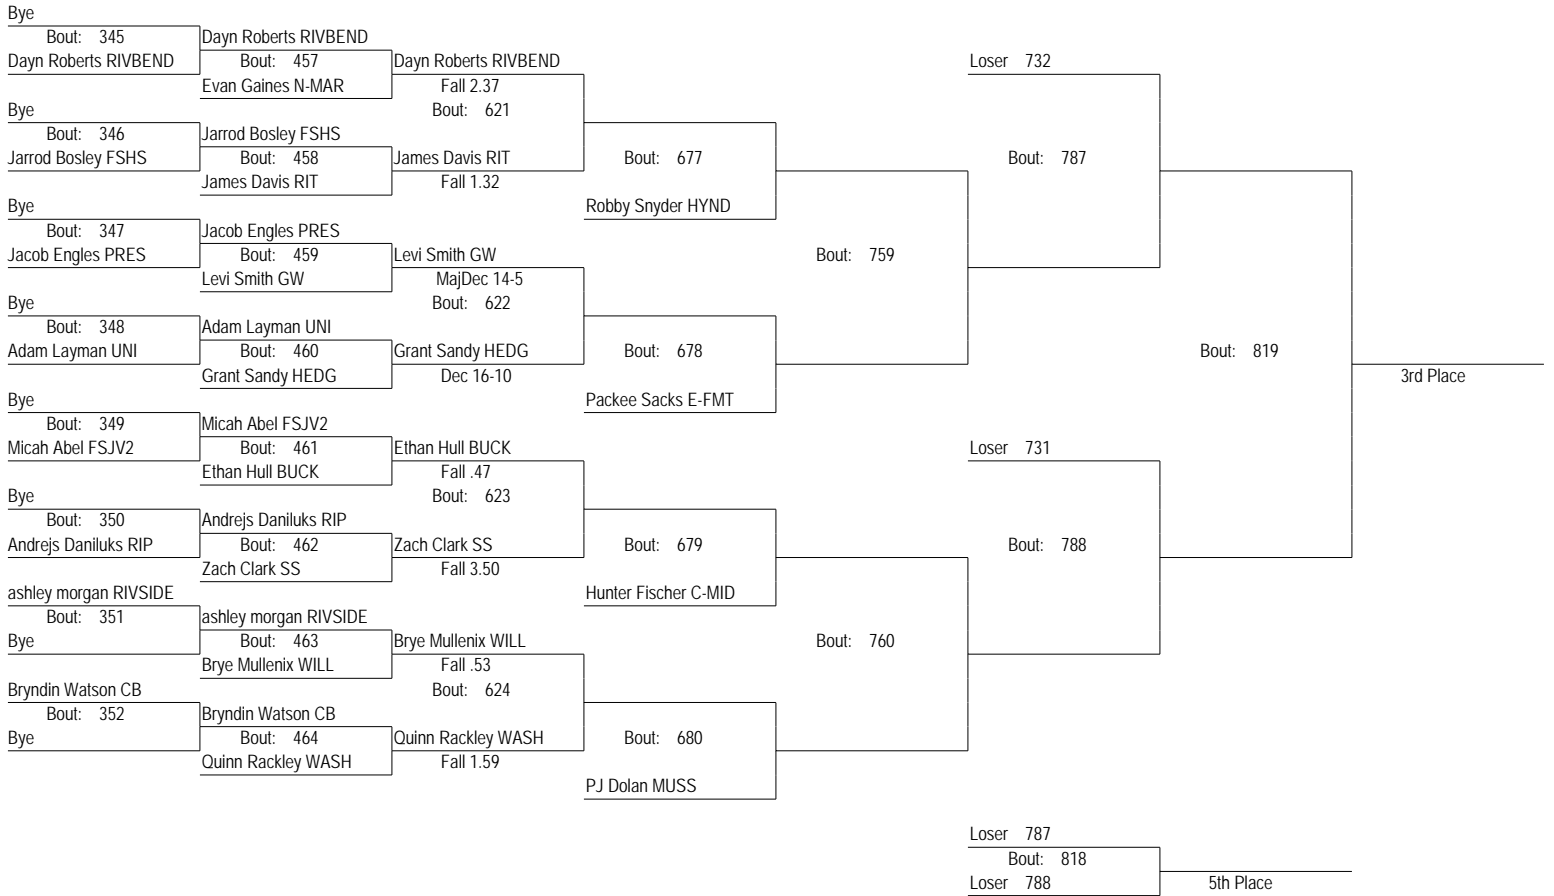 Bye
Bout: 345
Dayn Roberts RIVBEND
Bye
Bout: 346
Jarrod Bosley FSHS
Bye
Bout: 347
Jacob Engles PRES
Bye
Bout: 348
Adam Layman UNI
Bye
Bout: 349
Micah Abel FSJV2
Bye
Bout: 350
Andrejs Daniluks RIP
ashley morgan RIVSIDE
Bout: 351
Bye
Bryndin Watson CB
Bout: 352
Bye
Dayn Roberts RIVBEND
Bout: 457
Evan Gaines N-MAR
Jarrod Bosley FSHS
Bout: 458
James Davis RIT
Jacob Engles PRES
Bout: 459
Levi Smith GW
Adam Layman UNI
Bout: 460
Grant Sandy HEDG
Micah Abel FSJV2
Bout: 461
Ethan Hull BUCK
Andrejs Daniluks RIP
Bout: 462
Zach Clark SS
ashley morgan RIVSIDE
Bout: 463
Brye Mullenix WILL
Bryndin Watson CB
Bout: 464
Quinn Rackley WASH
Dayn Roberts RIVBEND
Fall 2.37
Bout: 621
James Davis RIT
Fall 1.32
Levi Smith GW
MajDec 14-5
Bout: 622
Grant Sandy HEDG
Dec 16-10
Ethan Hull BUCK
Fall .47
Bout: 623
Zach Clark SS
Fall 3.50
Brye Mullenix WILL
Fall .53
Bout: 624
Quinn Rackley WASH
Fall 1.59
Bout: 677
Robby Snyder HYND
Bout: 678
Packee Sacks E-FMT
Bout: 679
Hunter Fischer C-MID
Bout: 680
PJ Dolan MUSS
Bout: 759
Bout: 760
Loser 732
Bout: 787
Loser 731
Bout: 788
Bout: 819
3rd Place
Loser 787
Bout: 818
Loser 788
5th Place